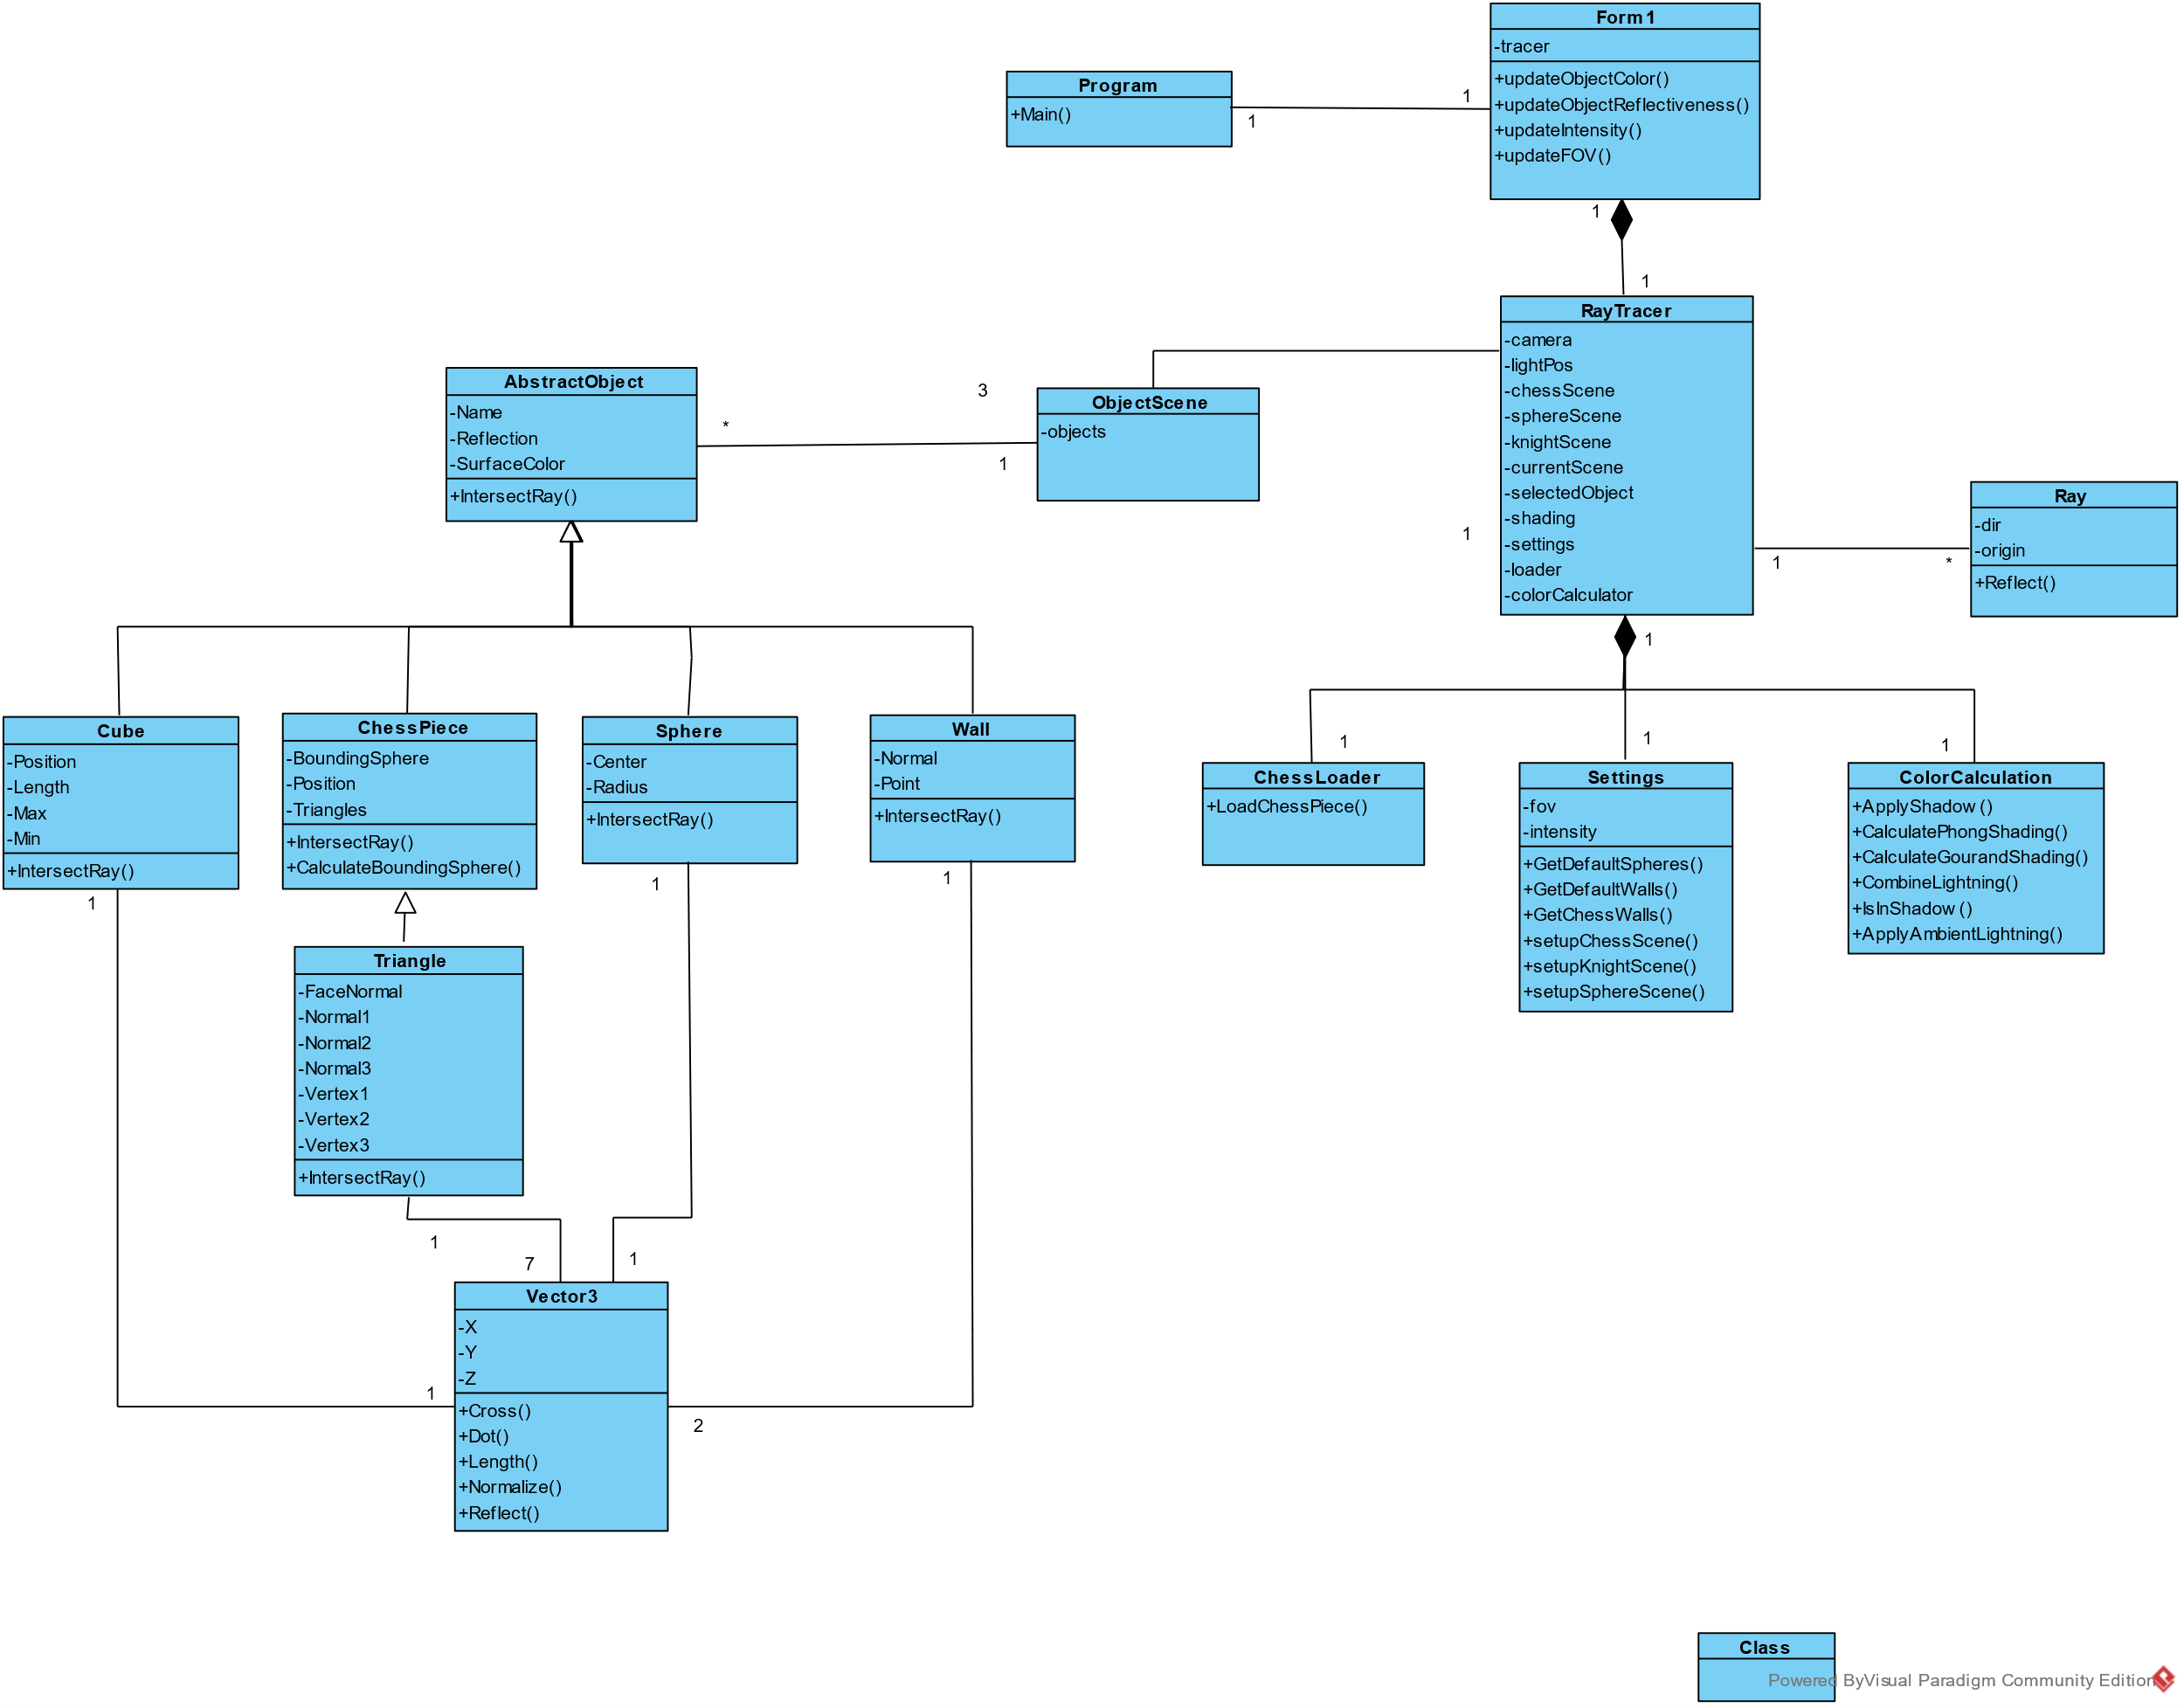 Form1
-tracer
+updateObjectColor()
+updateObjectReflectiveness()
+updateIntensity()
+updateFOV()
Program
+Main()
1
1
1
1
RayTracer
-camera
-lightPos
-chessScene
-sphereScene
-knightScene
-currentScene
-selectedObject
-shading
-settings
-loader
-colorCalculator
AbstractObject
-Name
-Reflection
-SurfaceColor
+IntersectRay()
*
3
1
ObjectScene
-objects
1
Ray
-dir
-origin
+Reflect()
1
*
1
Cube
-Position
-Length
-Max
-Min
+IntersectRay()
1
ChessPiece
-BoundingSphere
-Position
-Triangles
+IntersectRay()
+CalculateBoundingSphere()
Sphere
-Center
-Radius
+IntersectRay()
1
Wall
-Normal
-Point
+IntersectRay()
1
1
ChessLoader
+LoadChessPiece()
1
Settings
-fov
-intensity
+GetDefaultSpheres()
+GetDefaultWalls()
+GetChessWalls()
+setupChessScene()
+setupKnightScene()
+setupSphereScene()
1
ColorCalculation
+ApplyShadow()
+CalculatePhongShading()
+CalculateGourandShading()
+CombineLightning()
+IsInShadow()
+ApplyAmbientLightning()
Triangle
-FaceNormal
-Normal1
-Normal2
-Normal3
-Vertex1
-Vertex2
-Vertex3
+IntersectRay()
1
7
1
1
2
Vector3
-X
-Y
-Z
+Cross()
+Dot()
+Length()
+Normalize()
+Reflect()
Class
Powered ByVisual Paradigm Community Edition